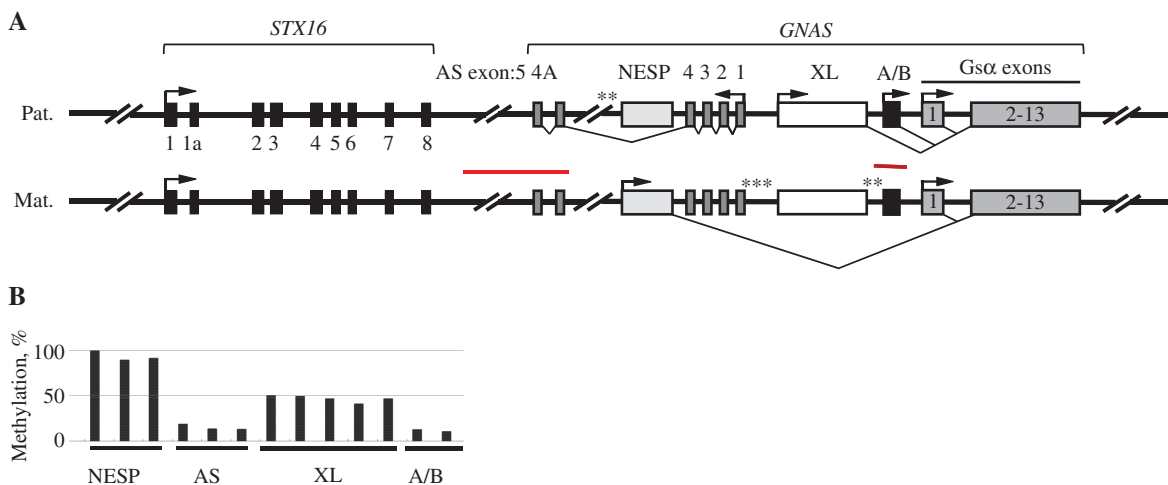 A
STX16
GNAS
AS exon:5 4A
NESP
4 3 2 1
XL
A/B
Gsα exons
**
Pat.
1
2-13
1 1a 2 3 4 5 6 7 8
***
**
Mat.
1
2-13
B
Methylation, %
100
50
0
NESP
AS
XL
A/B